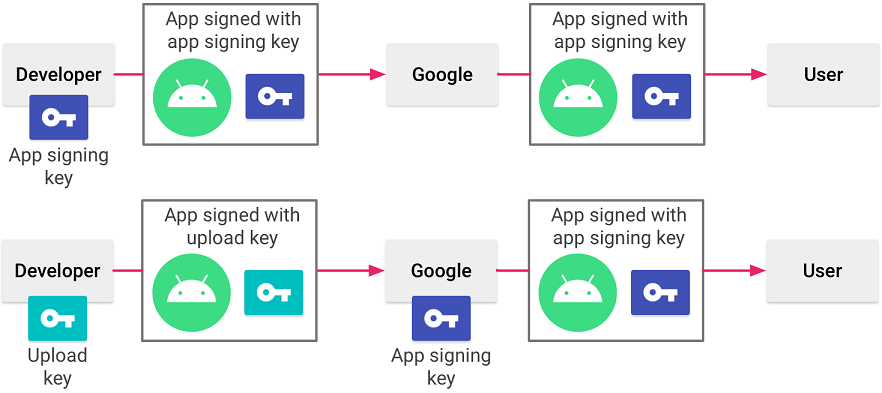 App signed with
app signing key
App signed with
app signing key
Developer
Google
User
App signing
key
App signed with
upload key
App signed with
app signing key
Developer
Google
User
Upload
key
App signing
key